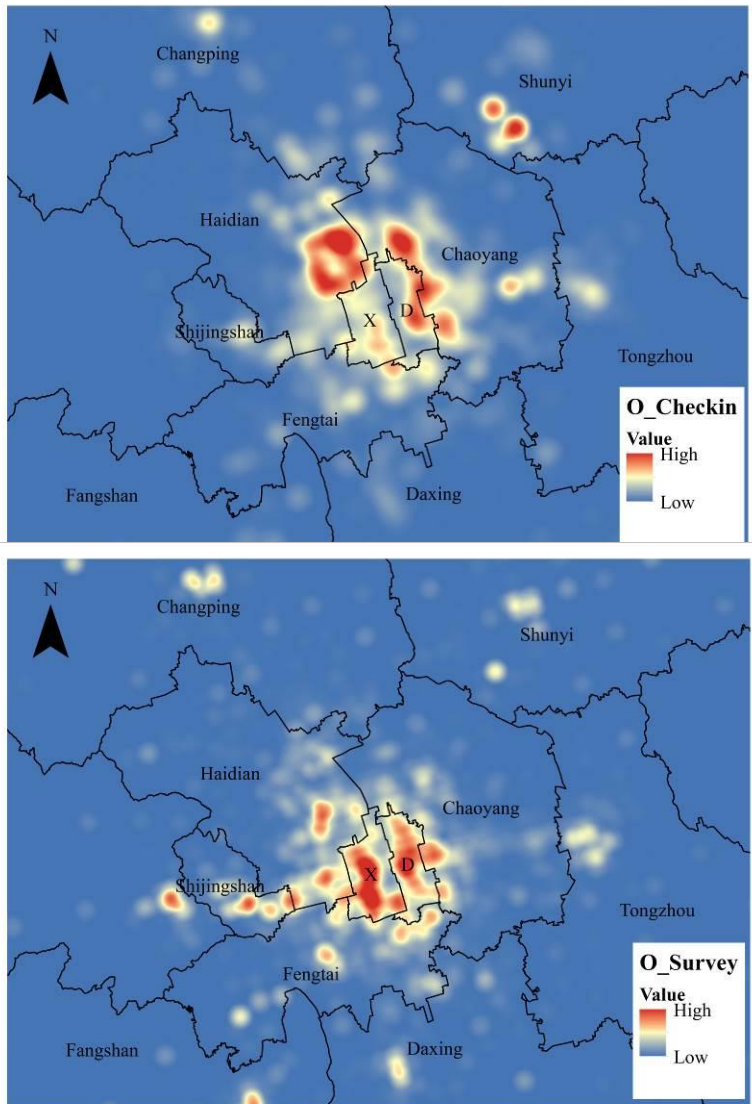 N
Changping
Shunyi
Haidian
Chaoyang
X
D
Shijingshan
Tongzhou
Fengtai
O_Checkin
Value
High
Low
Fangshan
Daxing
N
Changping
Shunyi
Haidian
Chaoyang
X
D
Shijingshan
Tongzhou
Fengtai
O_Survey
Value
High
Low
Fangshan
Daxing